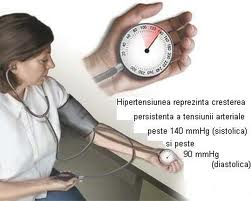 Hipertensiunea reprezinta cresterea
persistenta a tensiunii arteriale
peste 140 mmHg (sistolica)
si peste
90 mmHg
(diastolica)